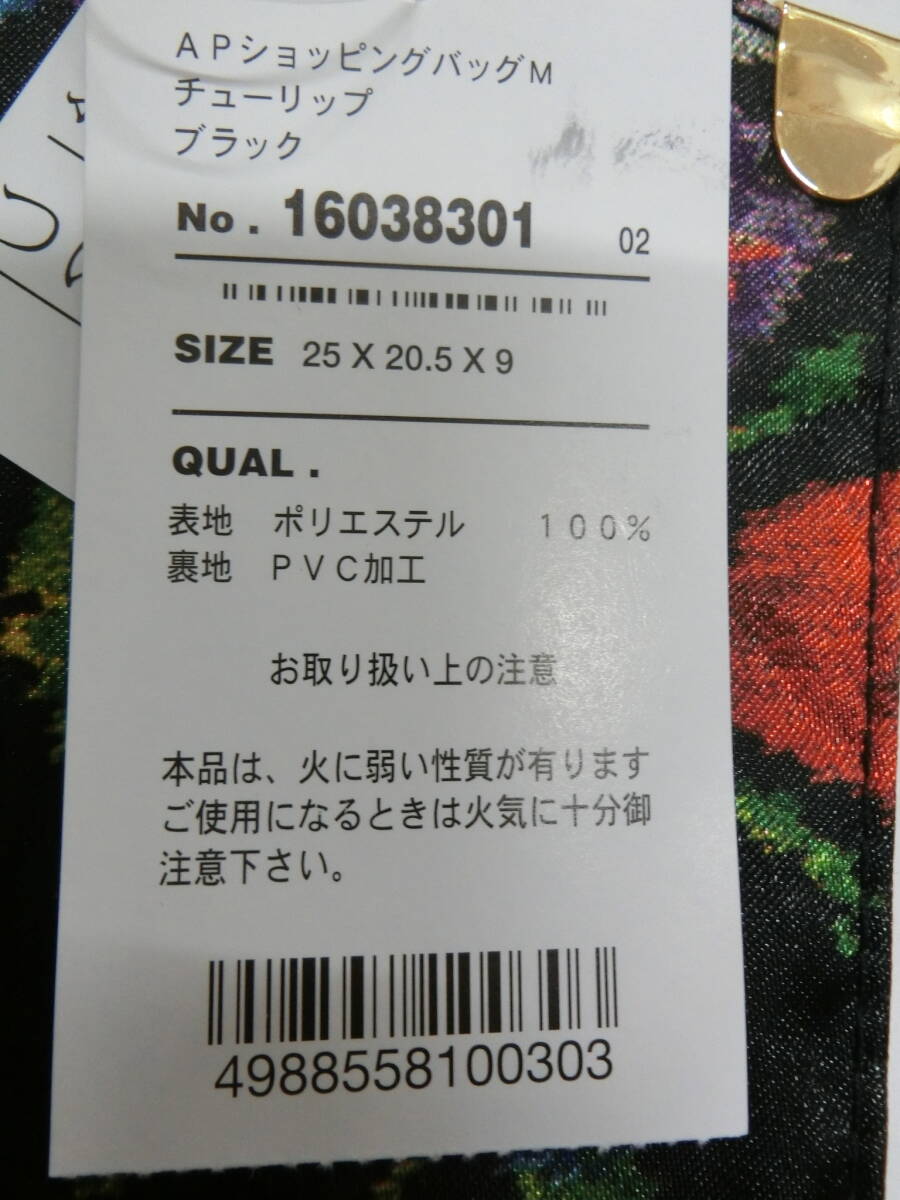 ＡＰショッピングバッグＭ
チューリップ
ブラック
No . 16038301 02
SIZE 25 X 20.5 X 9
QUAL .
表地 ポリエステル １００％
裏地 ＰＶＣ加工
お取り扱い上の注意
本品は、火に弱い性質が有ります
ご使用になるときは火気に十分御
注意下さい。
4988558100303